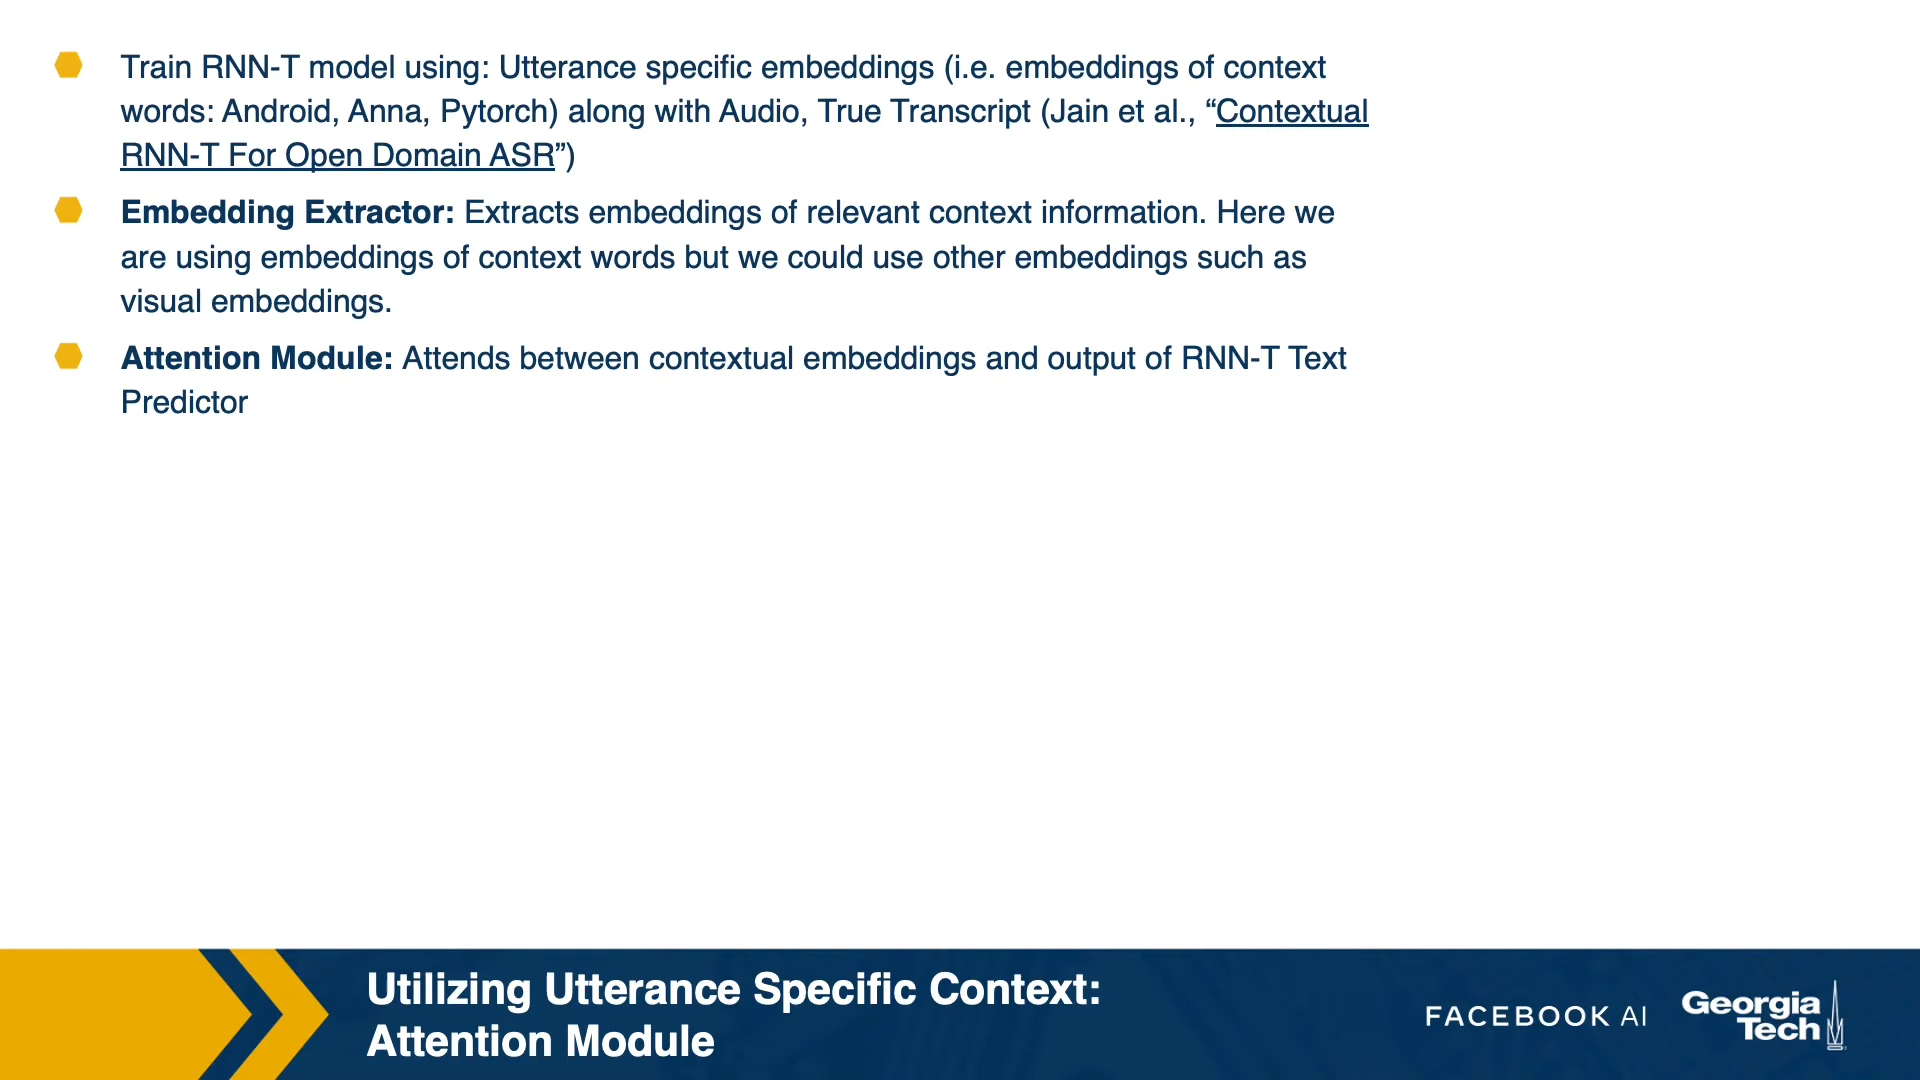 Train RNN-T model using: Utterance specific embeddings (i.e. embeddings of context
words: Android, Anna, Pytorch) along with Audio, True Transcript (Jain et al., “Contextual
RNN-T For Open Domain ASR”)
Embedding Extractor: Extracts embeddings of relevant context information. Here we
are using embeddings of context words but we could use other embeddings such as
visual embeddings.
Attention Module: Attends between contextual embeddings and output of RNN-T Text
Predictor
Utilizing Utterance Specific Context:
Attention Module
FACEBOOK AI
Georgia
Tech